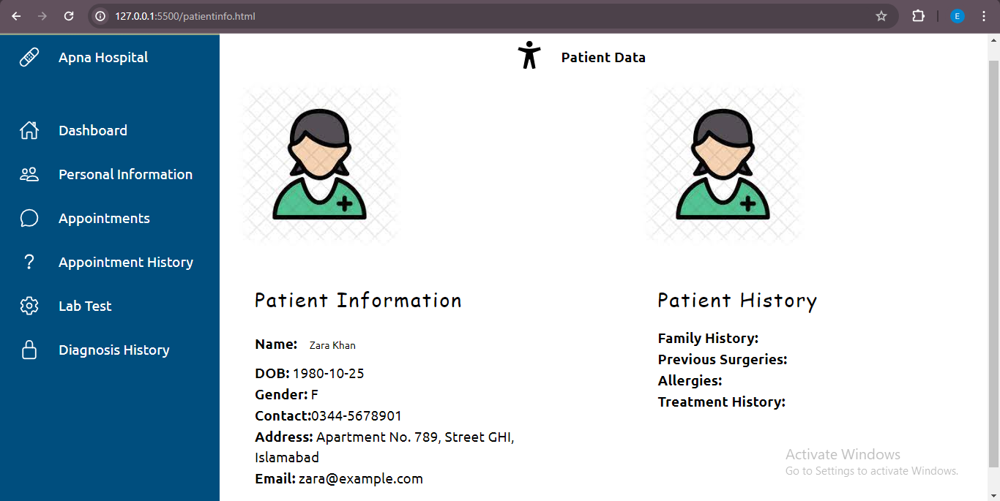 127.0.0.1:5500/patientinfo.html
E
Apna Hospital
Dashboard
Personal Information
Appointments
Appointment History
Lab Test
Diagnosis History
Patient Data
Patient Information
Name: Zara Khan
DOB: 1980-10-25
Gender: F
Contact:0344-5678901
Address: Apartment No. 789, Street GHI,
Islamabad
Email: zara@example.com
Patient History
Family History:
Previous Surgeries:
Allergies:
Treatment History:
Activate Windows
Go to Settings to activate Windows.